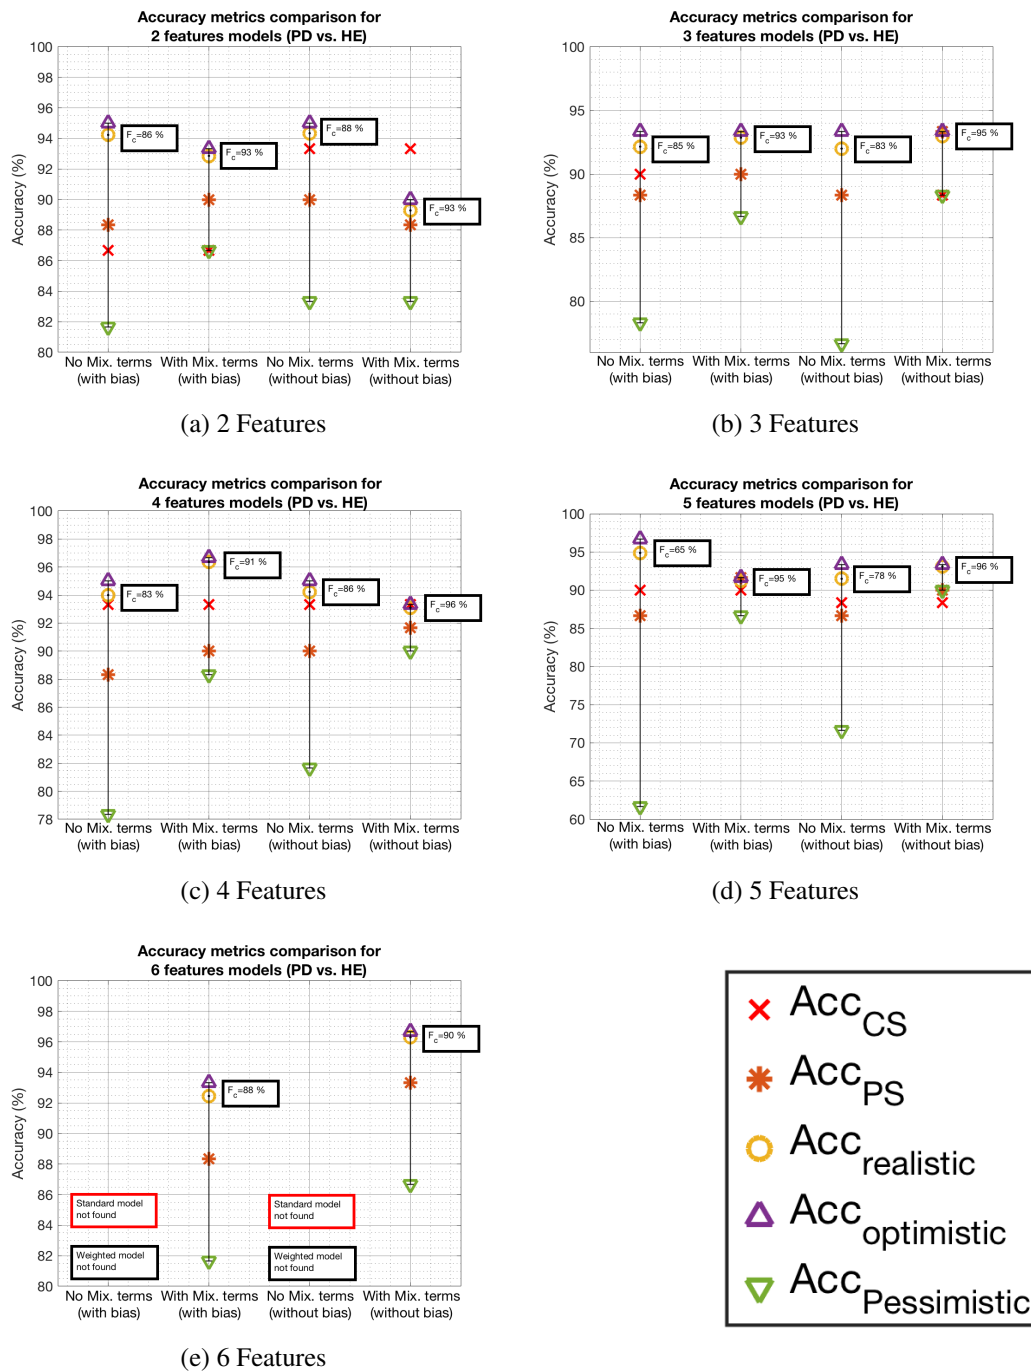 Accuracy metrics comparison for
2 features models (PD vs. HE)
Accuracy (%)
100
98
96
94
92
90
88
86
84
82
80
F_c=86 %
F_c=93 %
F_c=88 %
F_c=93 %
No Mix. terms With Mix. terms No Mix. terms With Mix. terms
(with bias) (with bias) (without bias) (without bias)
(a) 2 Features
Accuracy metrics comparison for
3 features models (PD vs. HE)
Accuracy (%)
100
95
90
85
80
F_c=85 %
F_c=93 %
F_c=83 %
F_c=95 %
No Mix. terms With Mix. terms No Mix. terms With Mix. terms
(with bias) (with bias) (without bias) (without bias)
(b) 3 Features
Accuracy metrics comparison for
4 features models (PD vs. HE)
Accuracy (%)
100
98
96
94
92
90
88
86
84
82
80
78
F_c=83 %
F_c=91 %
F_c=86 %
F_c=96 %
No Mix. terms With Mix. terms No Mix. terms With Mix. terms
(with bias) (with bias) (without bias) (without bias)
(c) 4 Features
Accuracy metrics comparison for
5 features models (PD vs. HE)
Accuracy (%)
100
95
90
85
80
75
70
65
60
F_c=65 %
F_c=95 %
F_c=78 %
F_c=96 %
No Mix. terms With Mix. terms No Mix. terms With Mix. terms
(with bias) (with bias) (without bias) (without bias)
(d) 5 Features
Accuracy metrics comparison for
6 features models (PD vs. HE)
Accuracy (%)
100
98
96
94
92
90
88
86
84
82
80
F_c=88 %
F_c=90 %
Standard model
not found
Weighted model
not found
Standard model
not found
Weighted model
not found
No Mix. terms With Mix. terms No Mix. terms With Mix. terms
(with bias) (with bias) (without bias) (without bias)
(e) 6 Features
Acc_CS
Acc_PS
Acc_realistic
Acc_optimistic
Acc_Pessimistic